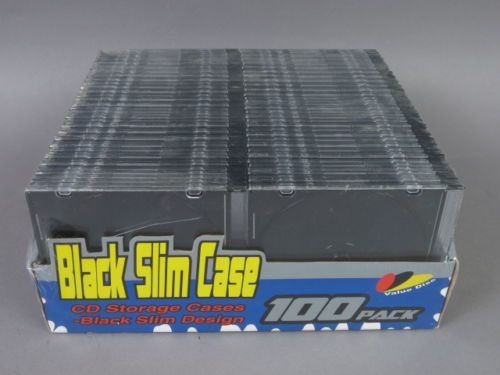 Black Slim Case
CD Storage Cases
-Black Slim Design
100 PACK
Value Disc